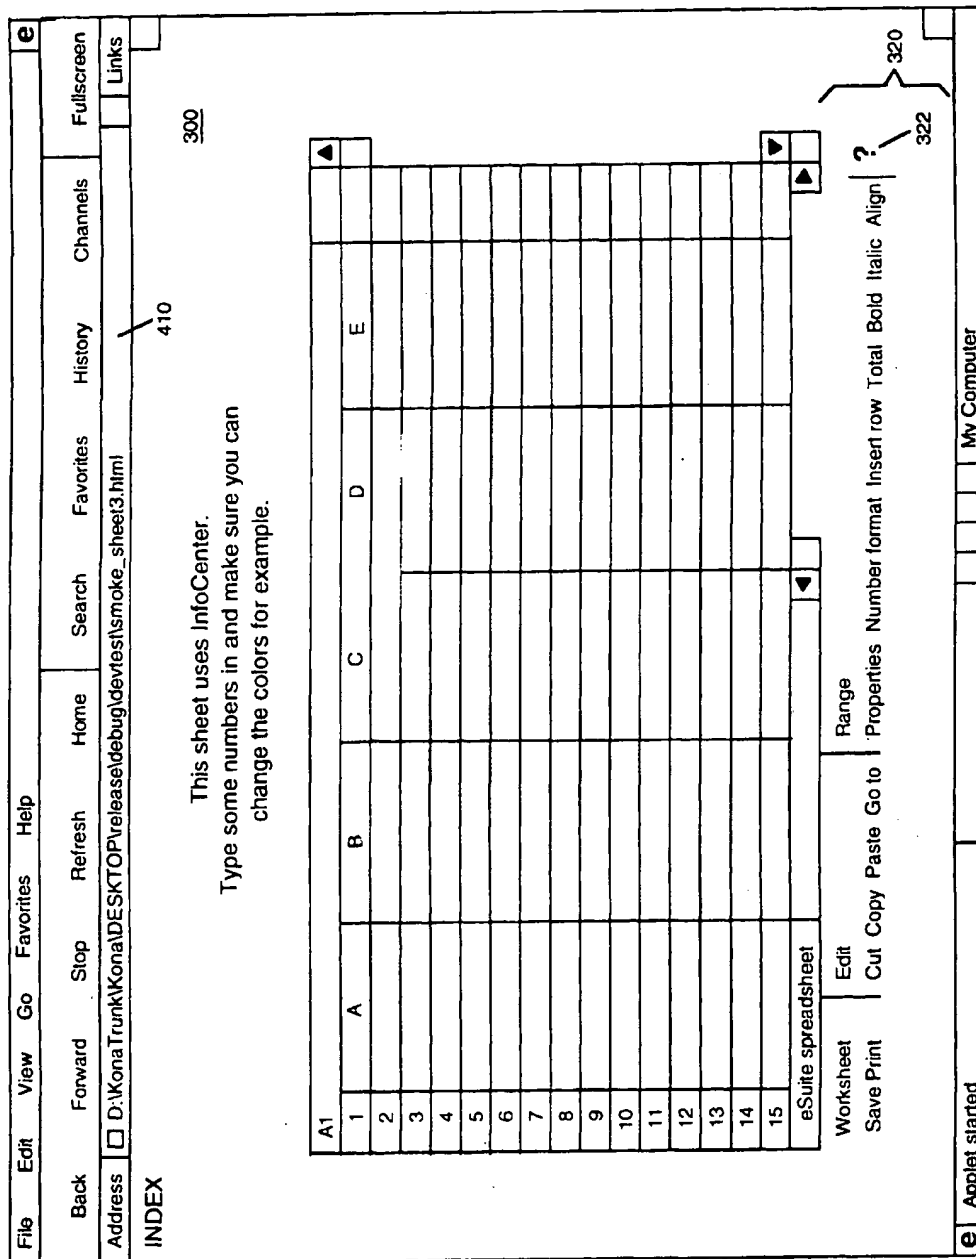 File Edit View Go Favorites Help e
Back Forward Stop Refresh Home Search Favorites History Channels Fullscreen
Address D:\KonaTrunk\Kona\DESKTOP\release\debug\devtest\smoke_sheet3.html Links
410
INDEX
300
This sheet uses InfoCenter.
Type some numbers in and make sure you can
change the colors for example.
A1
1 A B C D E
2
3
4
5
6
7
8
9
10
11
12
13
14
15
eSuite spreadsheet
Worksheet Edit Range
Save Print Cut Copy Paste Go to Properties Number format Insert row Total Bold Italic Align ?
320
322
e Applet started My Computer